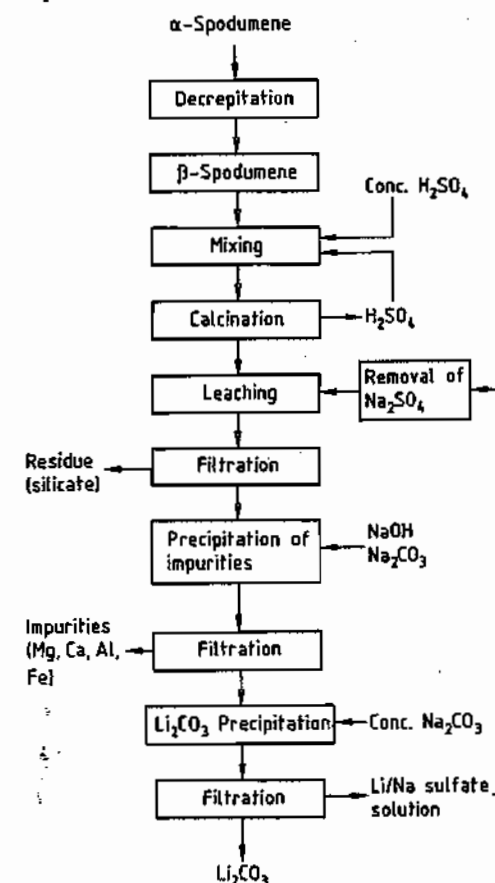 α-Spodumene
Decrepitation
β-Spodumene
Conc. H₂SO₄
Mixing
Calcination
H₂SO₄
Leaching
Removal of
Na₂SO₄
Residue
(silicate)
Filtration
Precipitation of
impurities
NaOH
Na₂CO₃
Impurities
(Mg, Ca, Al,
Fe)
Filtration
Li₂CO₃ Precipitation
Conc. Na₂CO₃
Filtration
Li/Na sulfate
solution
Li₂CO₃